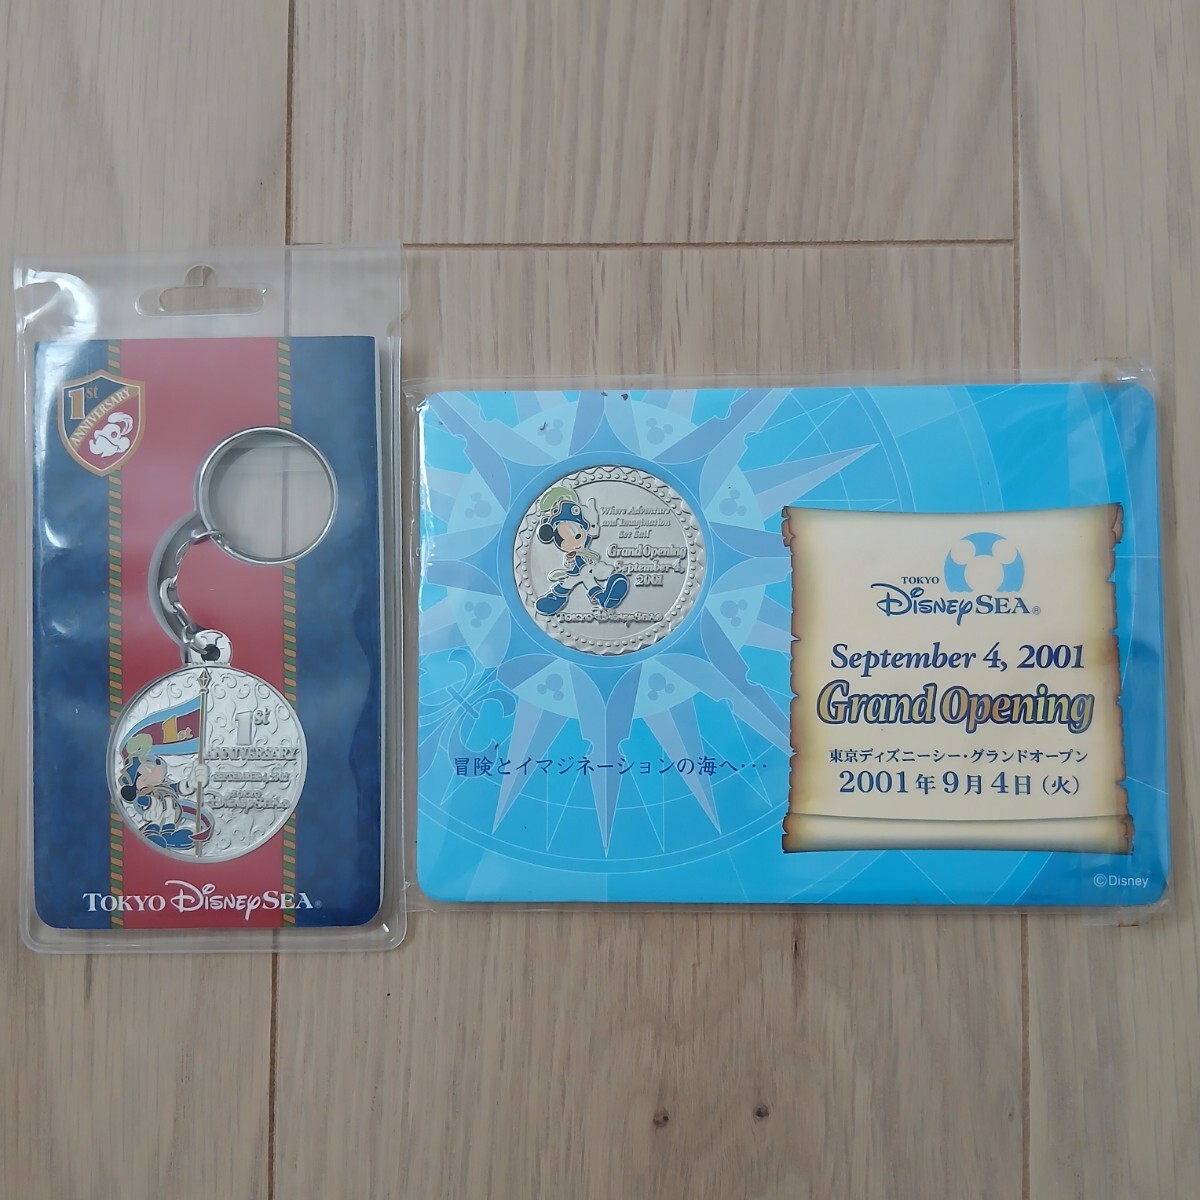 1st
ANNIVERSARY
1st
1st
ANNIVERSARY
TOKYO
DISNEYSEA
TOKYO DISNEYSEA®
Where Adventure
and Imagination
Set Sail
Grand Opening
September 4,
2001
TOKYO DISNEYSEA
冒険とイマジネーションの海へ・・・
TOKYO
DISNEYSEA®
September 4, 2001
Grand Opening
東京ディズニーシー・グランドオープン
2001年9月4日（火）
©Disney